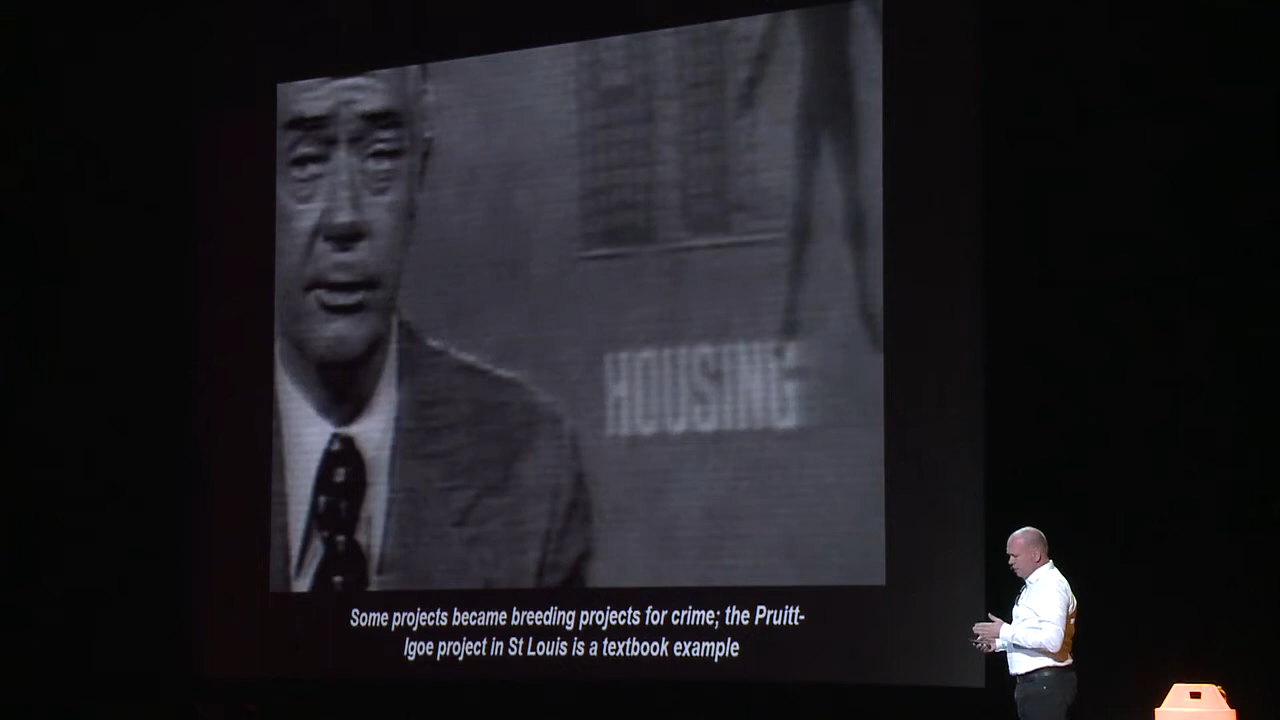 HOUSING
Some projects became breeding projects for crime; the Pruitt-
Igoe project in St Louis is a textbook example